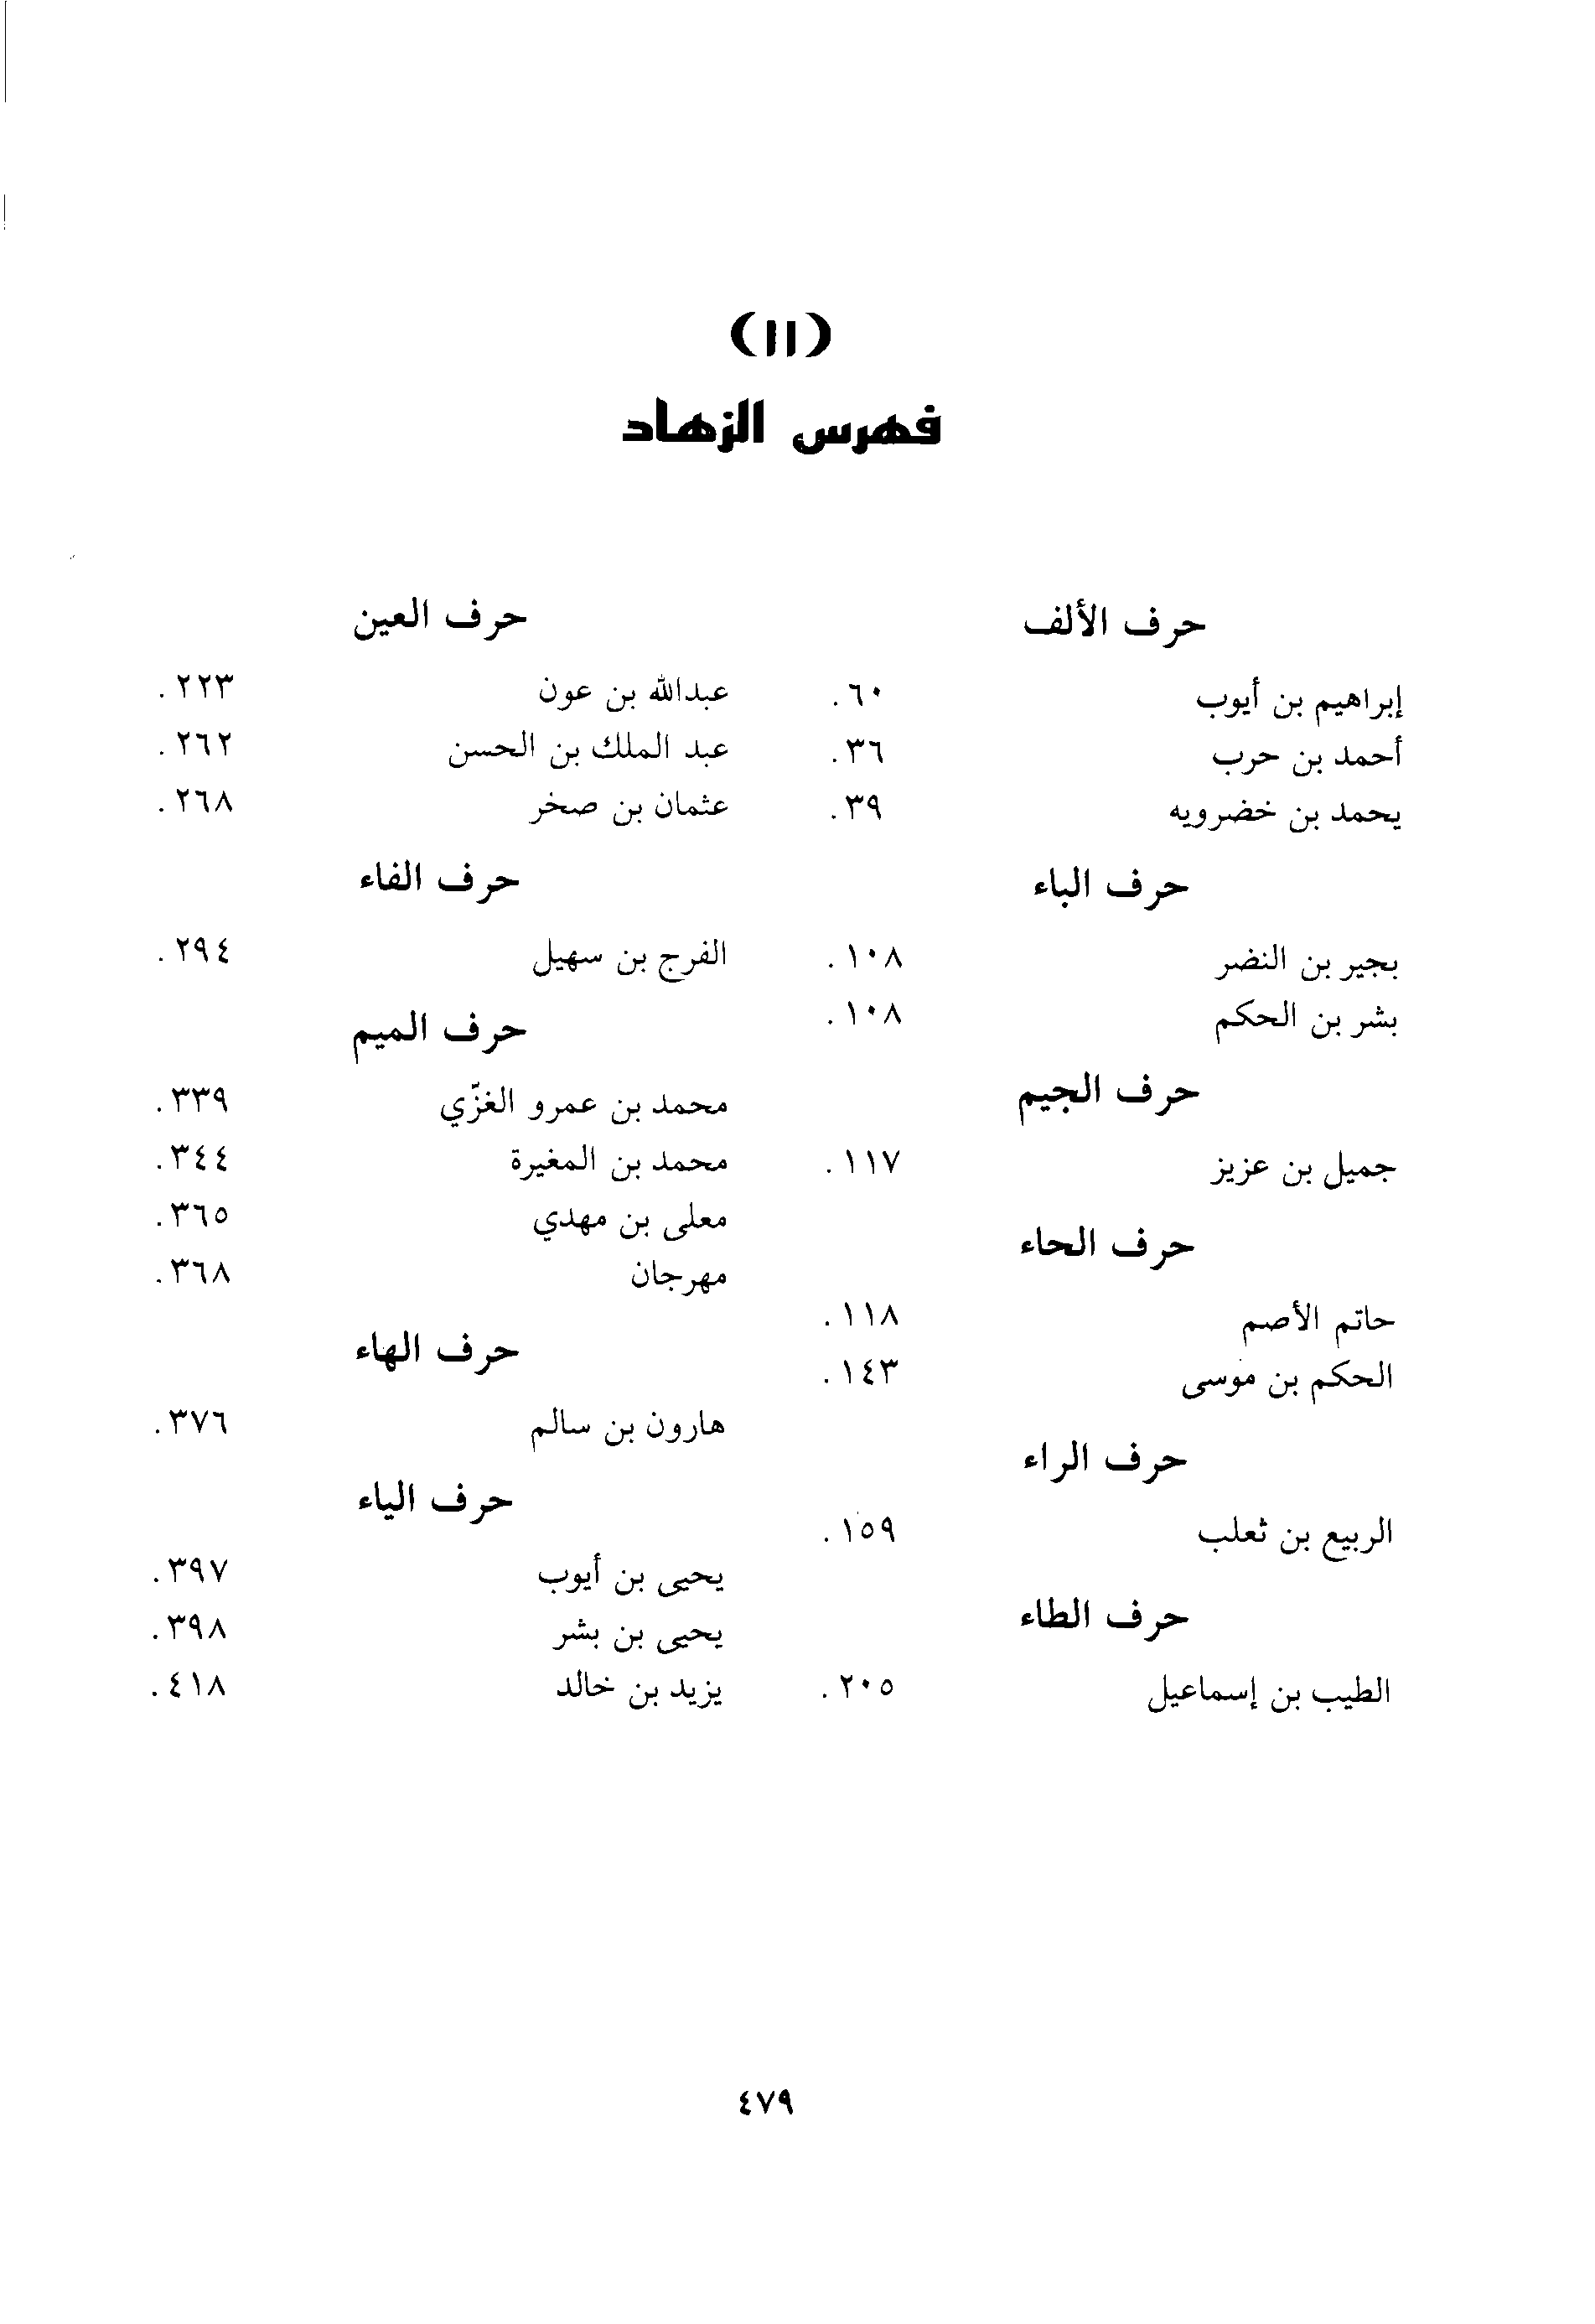 (١١)
فهرس الزهاد
حرف الألف
إبراهيم بن أيوب ٦٠.
أحمد بن حرب ٣٦.
يحمد بن خضرويه ٣٩.
حرف الباء
بجير بن النضر ١٠٨.
بشر بن الحكم ١٠٨.
حرف الجيم
جميل بن عزيز ١١٧.
حرف الحاء
حاتم الأصم ١١٨.
الحكم بن موسى ١٤٣.
حرف الراء
الربيع بن ثعلب ١٥٩.
حرف الطاء
الطيب بن إسماعيل ٢٠٥.
حرف العين
عبدالله بن عون ٢٢٣.
عبد الملك بن الحسن ٢٦٢.
عثمان بن صخر ٢٦٨.
حرف الفاء
الفرج بن سهيل ٢٩٤.
حرف الميم
محمد بن عمرو الغزّي ٣٣٩.
محمد بن المغيرة ٣٤٤.
معلى بن مهدي ٣٦٥.
مهرجان ٣٦٨.
حرف الهاء
هارون بن سالم ٣٧٦.
حرف الياء
يحيى بن أيوب ٣٩٧.
يحيى بن بشر ٣٩٨.
يزيد بن خالد ٤١٨.
٤٧٩